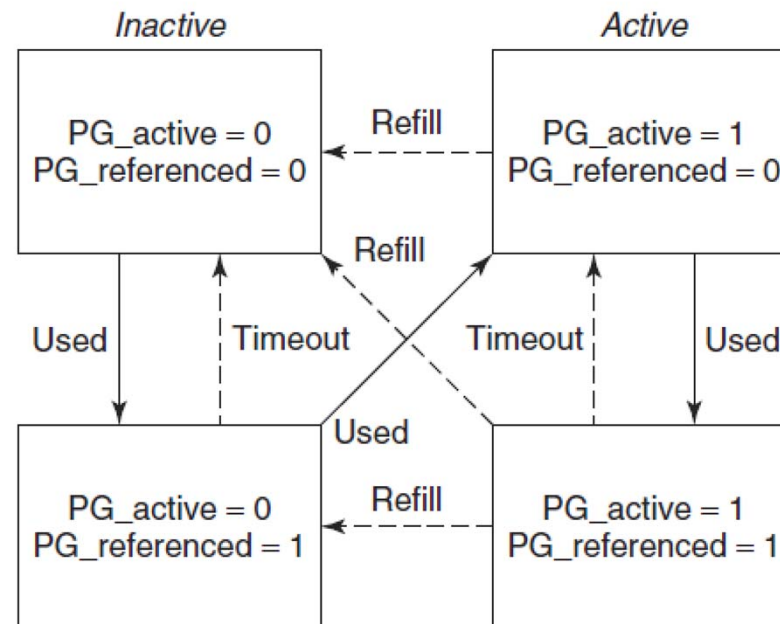 Inactive
Active
PG_active = 0
PG_referenced = 0
Refill
PG_active = 1
PG_referenced = 0
Refill
Used
Timeout
Timeout
Used
Used
PG_active = 0
PG_referenced = 1
Refill
PG_active = 1
PG_referenced = 1